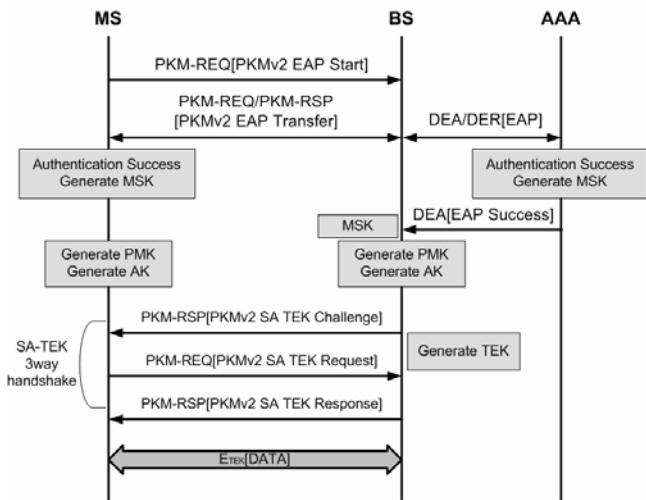 MS
BS
AAA
PKM-REQ[PKMv2 EAP Start]
PKM-REQ/PKM-RSP
[PKMv2 EAP Transfer]
DEA/DER[EAP]
Authentication Success
Generate MSK
Authentication Success
Generate MSK
DEA[EAP Success]
MSK
Generate PMK
Generate AK
Generate PMK
Generate AK
PKM-RSP[PKMv2 SA TEK Challenge]
SA-TEK
3way
handshake
Generate TEK
PKM-REQ[PKMv2 SA TEK Request]
PKM-RSP[PKMv2 SA TEK Response]
ETEK[DATA]